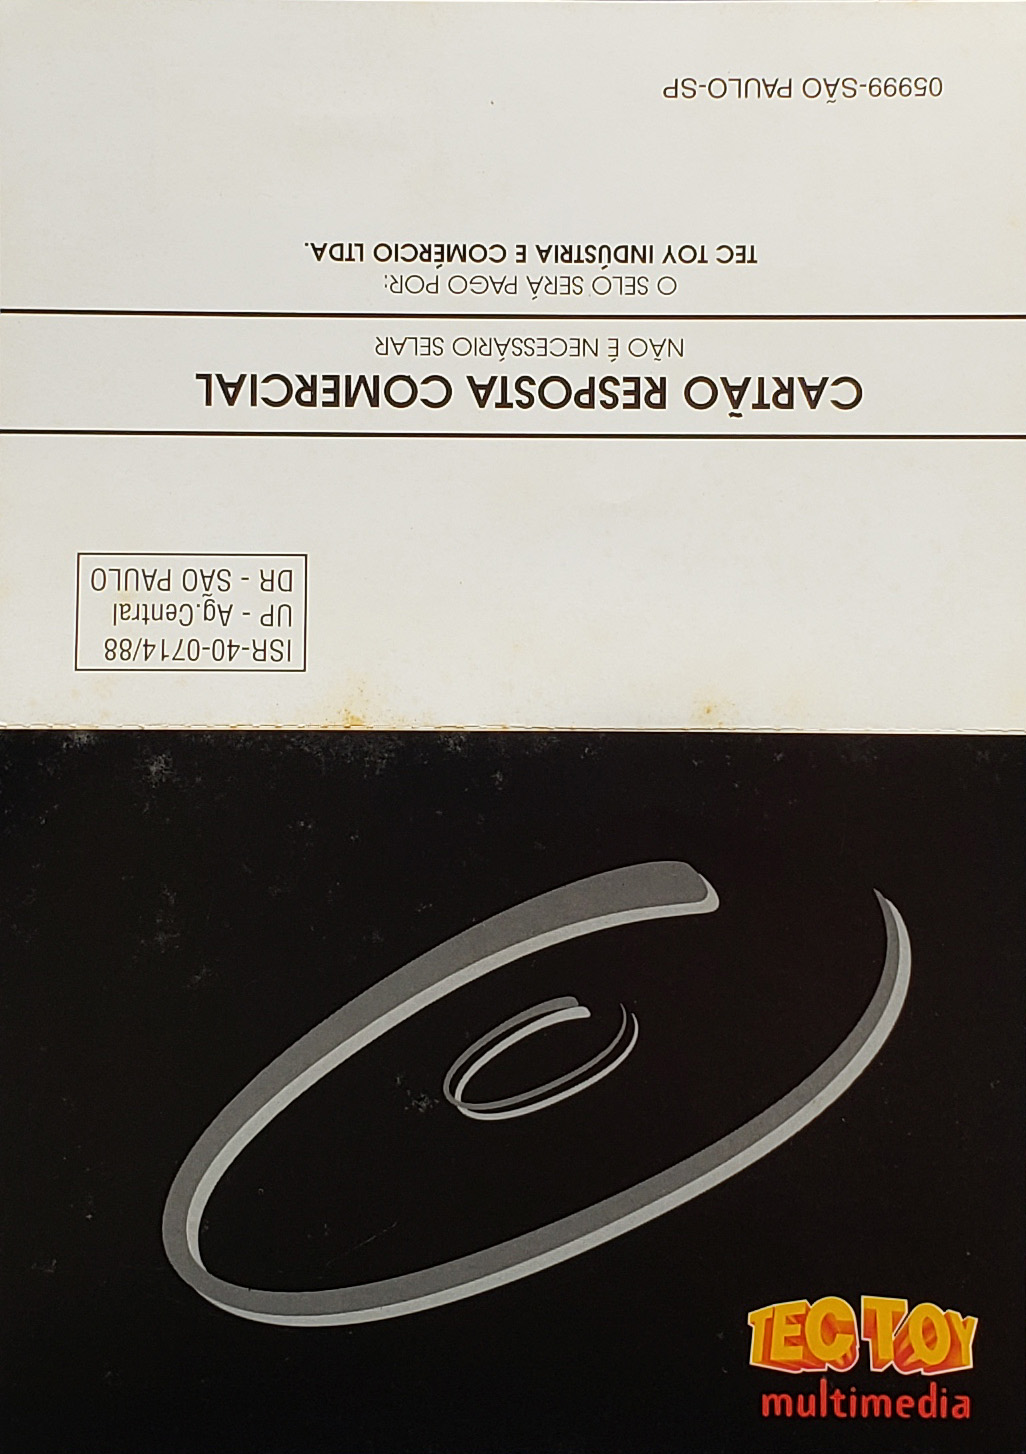 ISR-40-0714/88
UP - Ag.Central
DR - SÃO PAULO
CARTÃO RESPOSTA COMERCIAL
NÃO É NECESSÁRIO SELAR
O SELO SERÁ PAGO POR:
TEC TOY INDÚSTRIA E COMÉRCIO LTDA.
05999-SÃO PAULO-SP
TEC TOY
multimedia